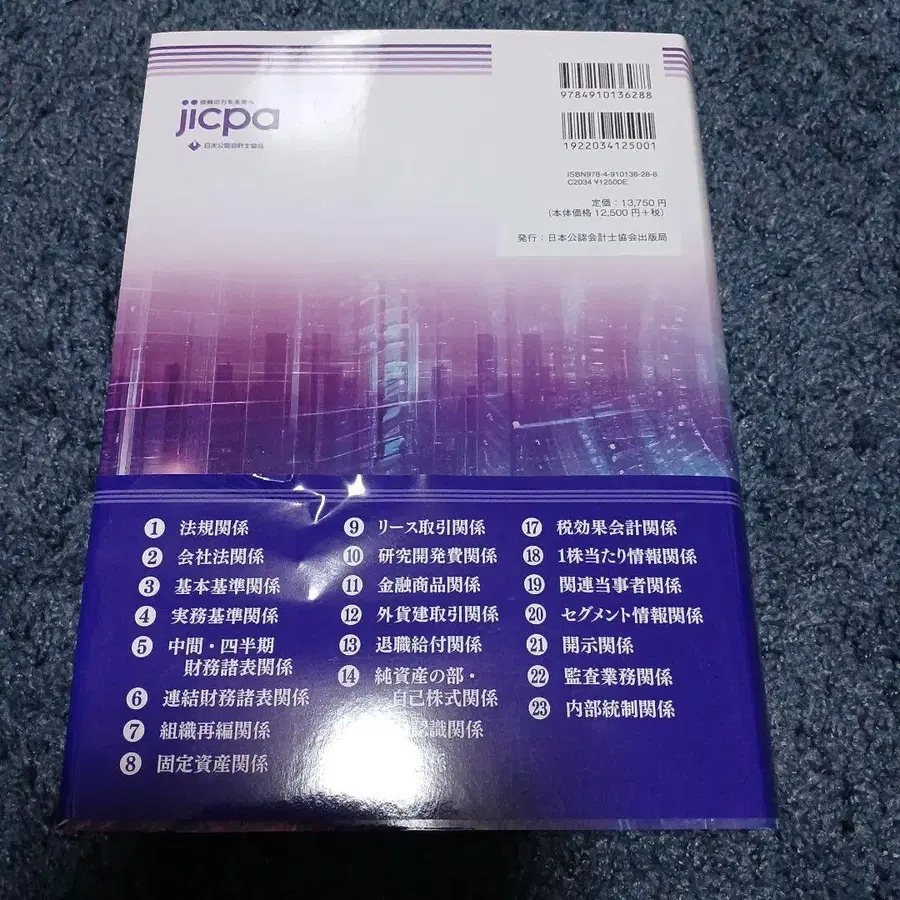 信頼の力を未来へ
jicpa
日本公認会計士協会
9784910136288
1922034125001
ISBN978-4-910136-28-8
C2034 ¥12500E
定価：13,750 円
（本体価格 12,500 円＋税）
発行：日本公認会計士協会出版局
1 法規関係
2 会社法関係
3 基本基準関係
4 実務基準関係
5 中間・四半期
財務諸表関係
6 連結財務諸表関係
7 組織再編関係
8 固定資産関係
9 リース取引関係
10 研究開発費関係
11 金融商品関係
12 外貨建取引関係
13 退職給付関係
14 純資産の部・
自己株式関係
認識関係
係
17 税効果会計関係
18 1株当たり情報関係
19 関連当事者関係
20 セグメント情報関係
21 開示関係
22 監査業務関係
23 内部統制関係